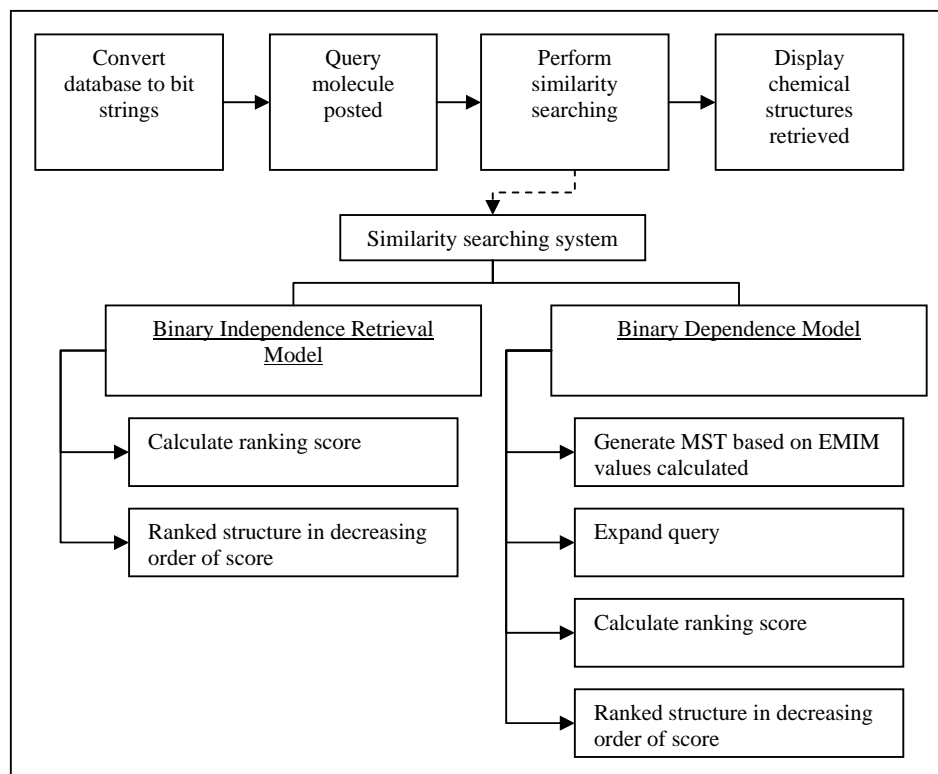 Convert
database to bit
strings
Query
molecule
posted
Perform
similarity
searching
Display
chemical
structures
retrieved
Similarity searching system
Binary Independence Retrieval
Model
Calculate ranking score
Ranked structure in decreasing
order of score
Binary Dependence Model
Generate MST based on EMIM
values calculated
Expand query
Calculate ranking score
Ranked structure in decreasing
order of score